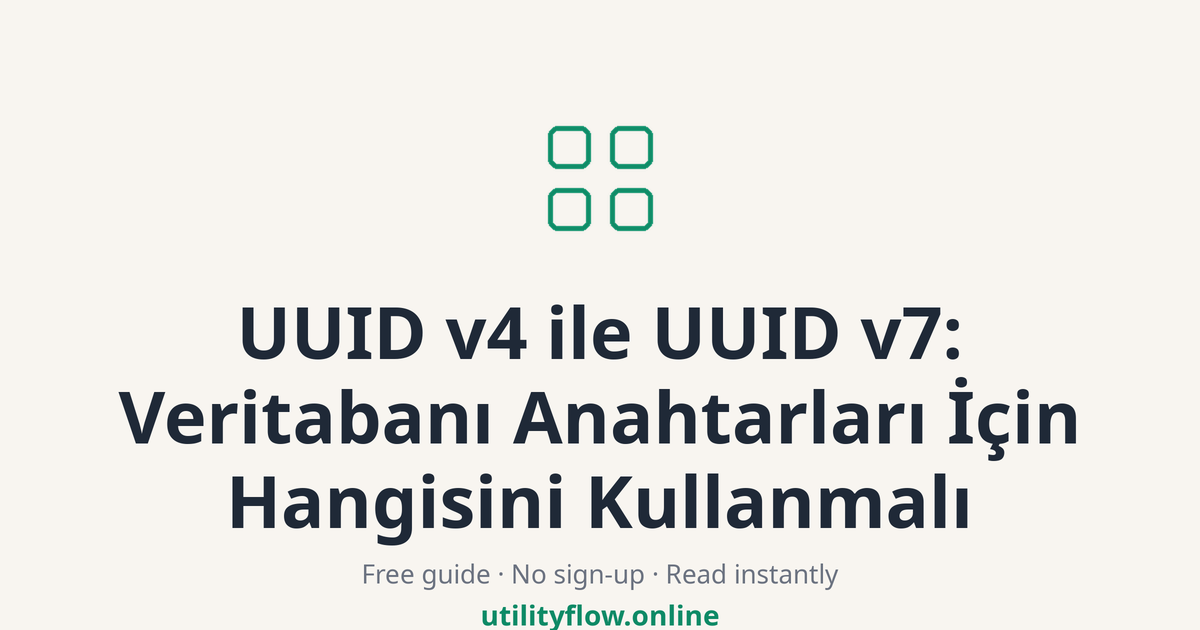 UUID v4 ile UUID v7:
Veritabanı Anahtarları İçin
Hangisini Kullanmalı
Free guide · No sign-up · Read instantly
utilityflow.online